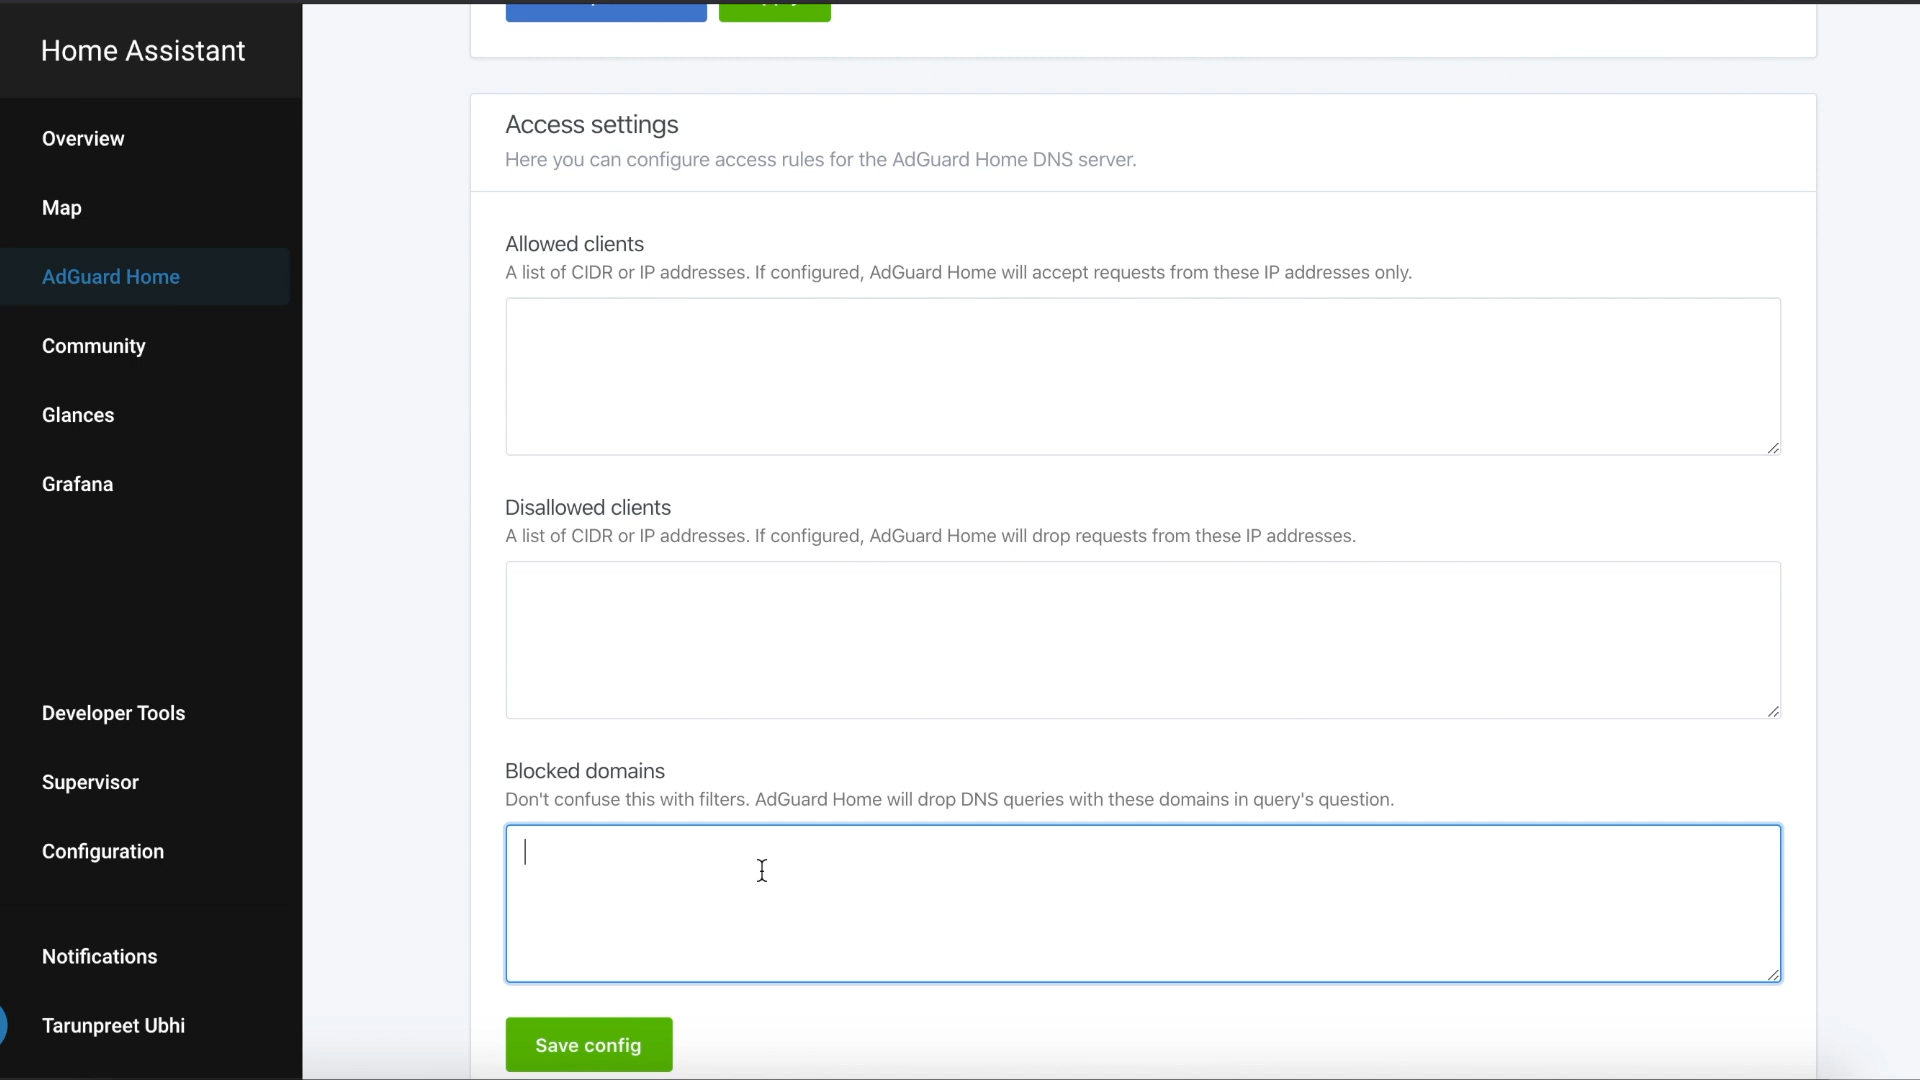 Home Assistant
Overview
Map
AdGuard Home
Community
Glances
Grafana
Developer Tools
Supervisor
Configuration
Notifications
Tarunpreet Ubhi
Access settings
Here you can configure access rules for the AdGuard Home DNS server.
Allowed clients
A list of CIDR or IP addresses. If configured, AdGuard Home will accept requests from these IP addresses only.
Disallowed clients
A list of CIDR or IP addresses. If configured, AdGuard Home will drop requests from these IP addresses.
Blocked domains
Don't confuse this with filters. AdGuard Home will drop DNS queries with these domains in query's question.
Save config